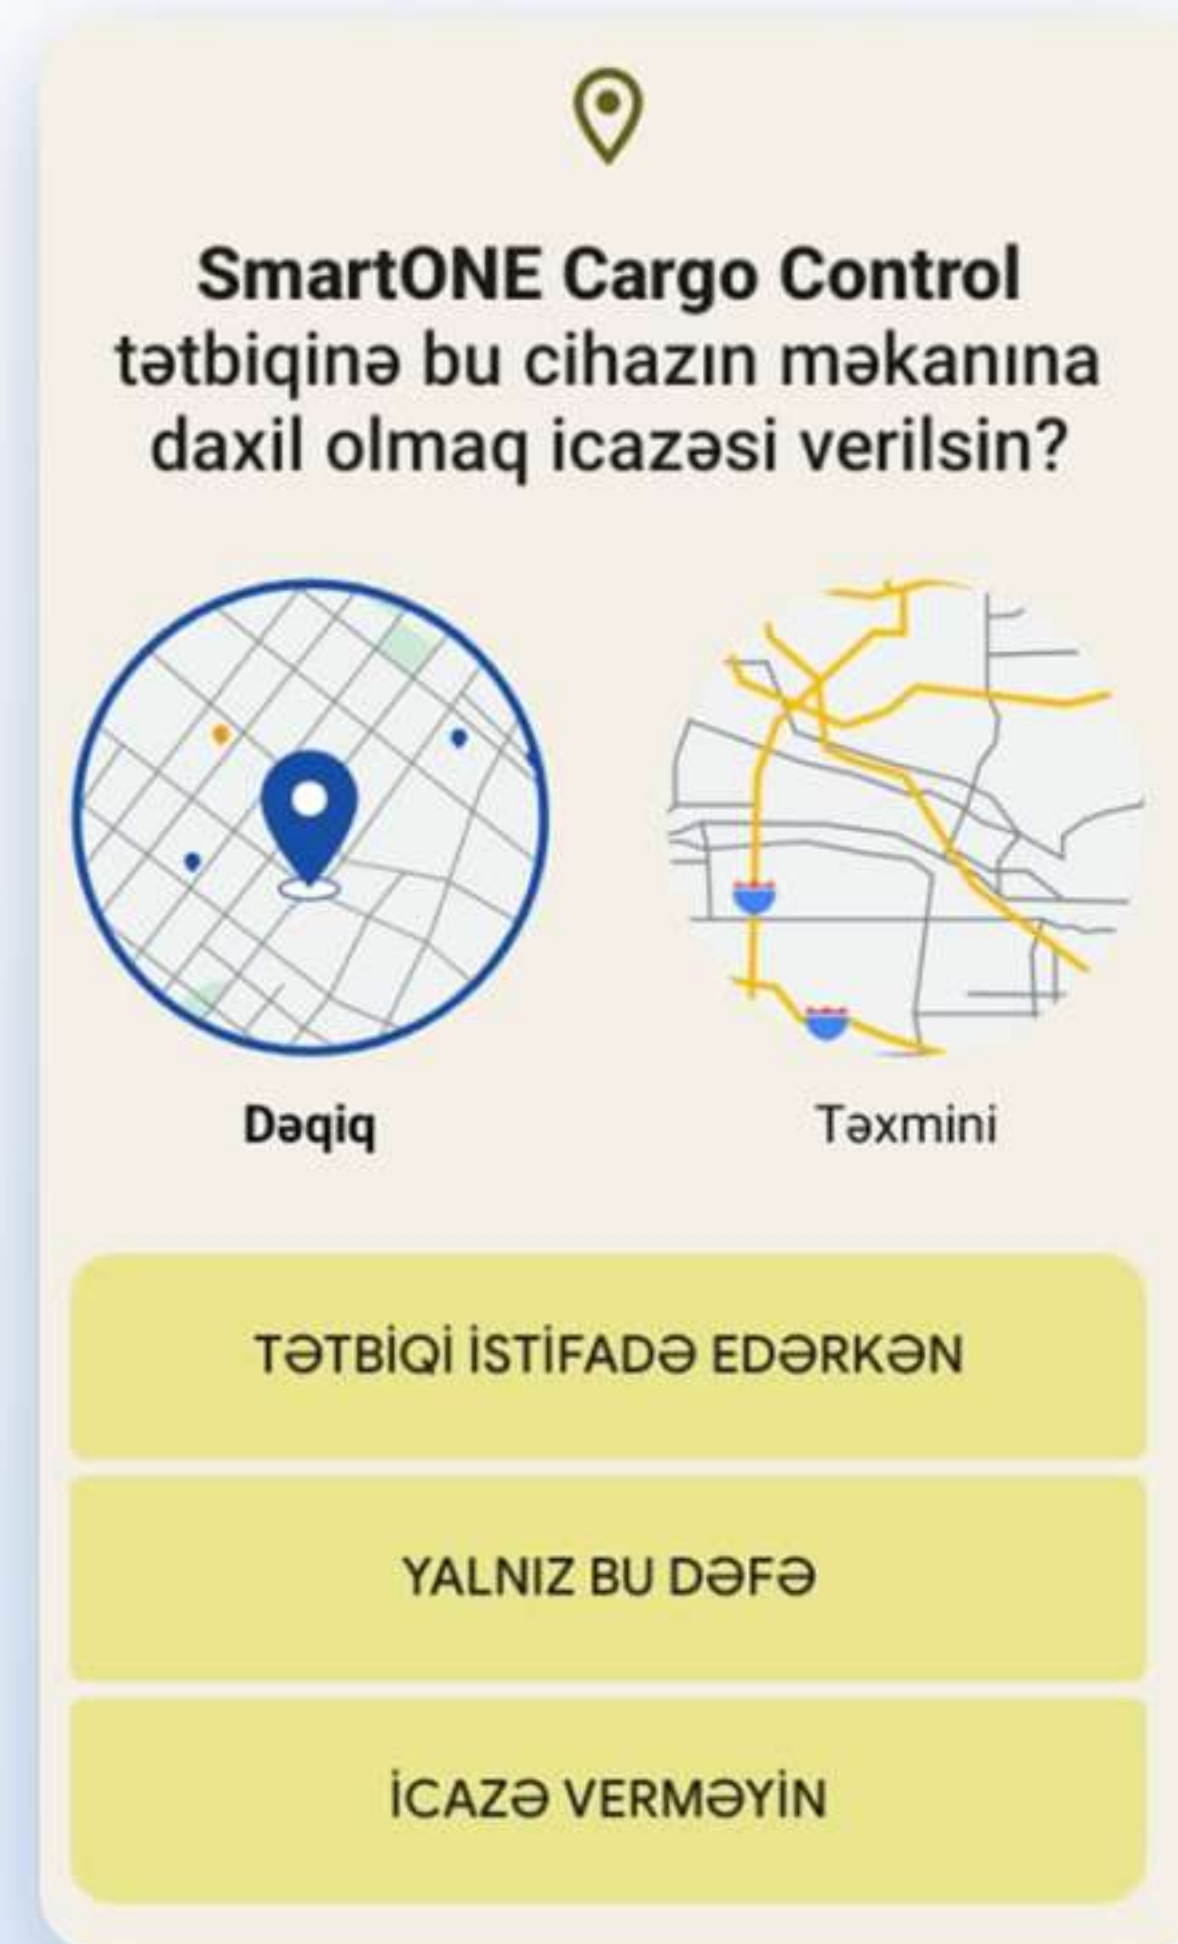 SmartONE Cargo Control
tətbiqinə bu cihazın məkanına
daxil olmaq icazəsi verilsin?
Dəqiq
Təxmini
TƏTBİQİ İSTİFADƏ EDƏRKƏN
YALNIZ BU DƏFƏ
İCAZƏ VERMƏYİN